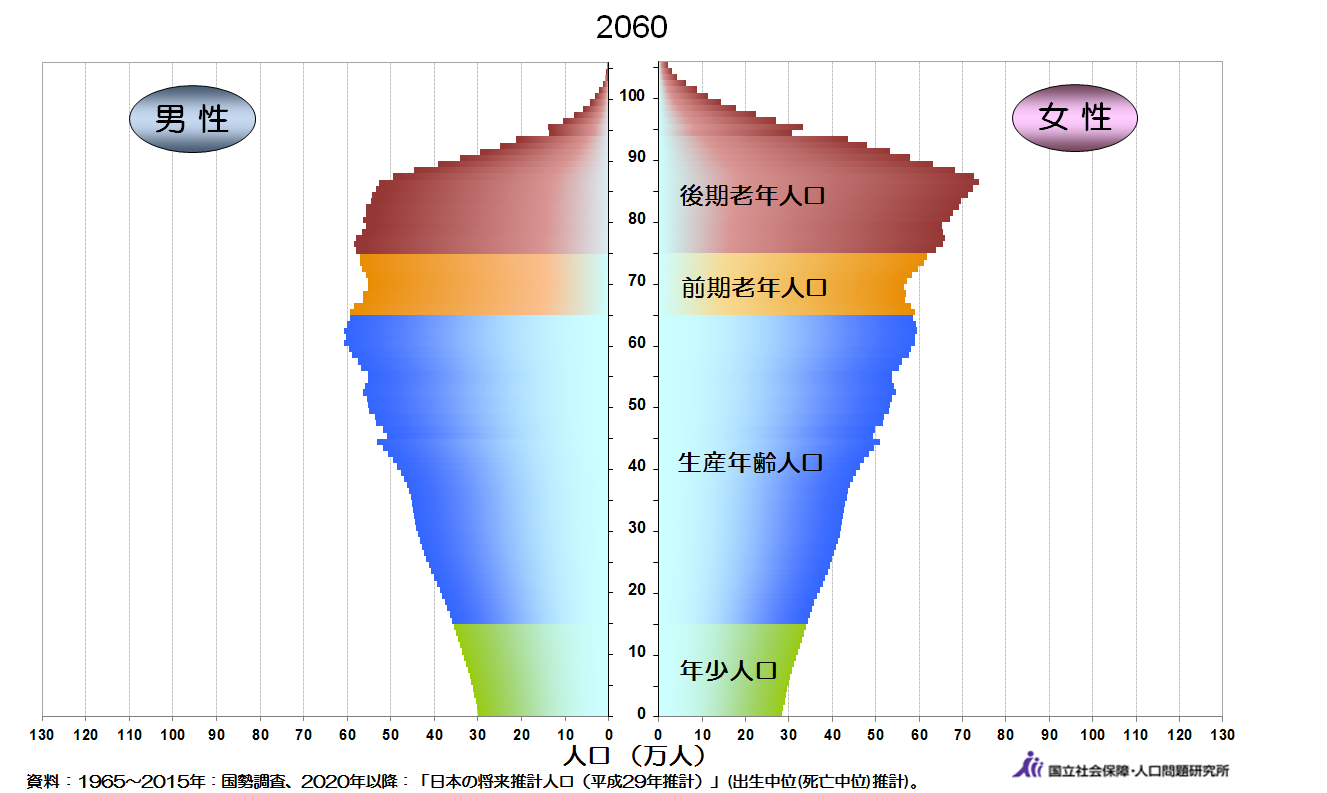 2060
男 性
女 性
100
90
後期老年人口
80
70
前期老年人口
60
50
生産年齢人口
40
30
20
10
年少人口
0
130 120 110 100 90 80 70 60 50 40 30 20 10 0
0 10 20 30 40 50 60 70 80 90 100 110 120 130
人口 （万人）
国立社会保障・人口問題研究所
資料：1965～2015年：国勢調査、2020年以降：「日本の将来推計人口（平成29年推計）」(出生中位(死亡中位)推計)。